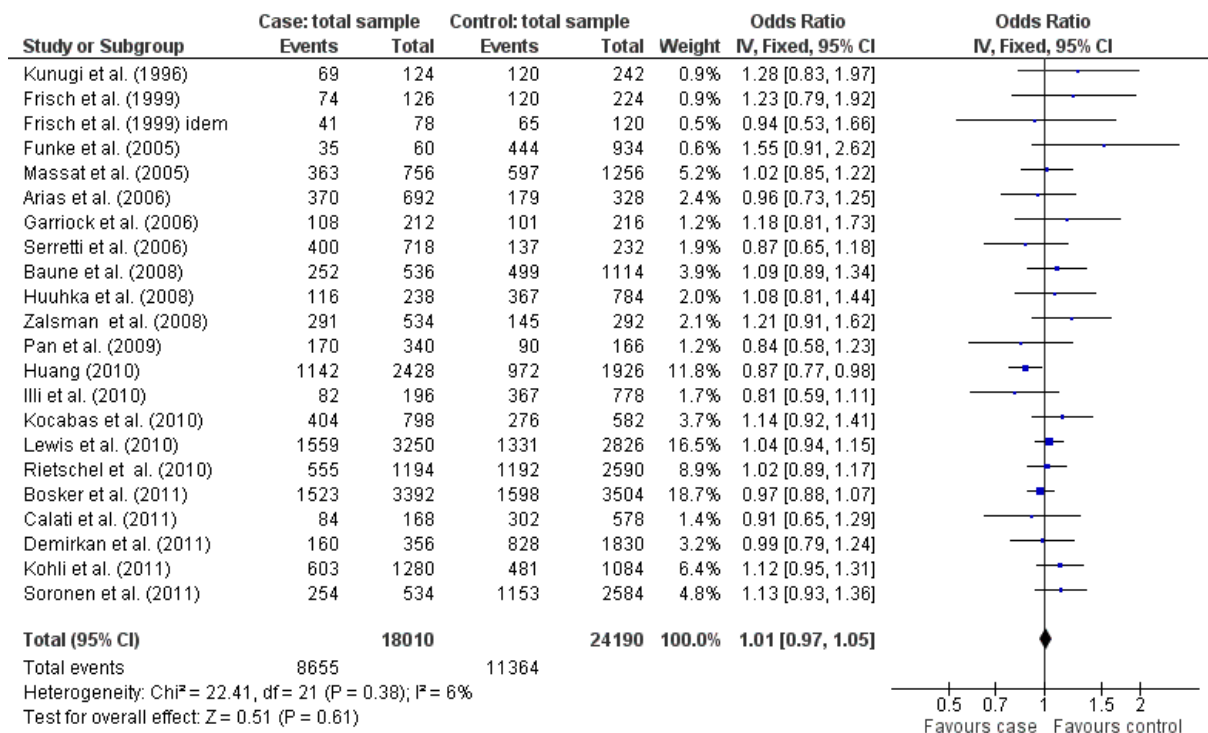 Case: total sample Control: total sample Odds Ratio Odds Ratio
Study or Subgroup Events Total Events Total Weight IV, Fixed, 95% CI IV, Fixed, 95% CI
Kunugi et al. (1996) 69 124 120 242 0.9% 1.28 [0.83, 1.97]
Frisch et al. (1999) 74 126 120 224 0.9% 1.23 [0.79, 1.92]
Frisch et al. (1999) idem 41 78 65 120 0.5% 0.94 [0.53, 1.66]
Funke et al. (2005) 35 60 444 934 0.6% 1.55 [0.91, 2.62]
Massat et al. (2005) 363 756 597 1256 5.2% 1.02 [0.85, 1.22]
Arias et al. (2006) 370 692 179 328 2.4% 0.96 [0.73, 1.25]
Garriock et al. (2006) 108 212 101 216 1.2% 1.18 [0.81, 1.73]
Serretti et al. (2006) 400 718 137 232 1.9% 0.87 [0.65, 1.18]
Baune et al. (2008) 252 536 499 1114 3.9% 1.09 [0.89, 1.34]
Huuhka et al. (2008) 116 238 367 784 2.0% 1.08 [0.81, 1.44]
Zalsman et al. (2008) 291 534 145 292 2.1% 1.21 [0.91, 1.62]
Pan et al. (2009) 170 340 90 166 1.2% 0.84 [0.58, 1.23]
Huang (2010) 1142 2428 972 1926 11.8% 0.87 [0.77, 0.98]
Illi et al. (2010) 82 196 367 778 1.7% 0.81 [0.59, 1.11]
Kocabas et al. (2010) 404 798 276 582 3.7% 1.14 [0.92, 1.41]
Lewis et al. (2010) 1559 3250 1331 2826 16.5% 1.04 [0.94, 1.15]
Rietschel et al. (2010) 555 1194 1192 2590 8.9% 1.02 [0.89, 1.17]
Bosker et al. (2011) 1523 3392 1598 3504 18.7% 0.97 [0.88, 1.07]
Calati et al. (2011) 84 168 302 578 1.4% 0.91 [0.65, 1.29]
Demirkan et al. (2011) 160 356 828 1830 3.2% 0.99 [0.79, 1.24]
Kohli et al. (2011) 603 1280 481 1084 6.4% 1.12 [0.95, 1.31]
Soronen et al. (2011) 254 534 1153 2584 4.8% 1.13 [0.93, 1.36]
Total (95% CI) 18010 24190 100.0% 1.01 [0.97, 1.05]
Total events 8655 11364
Heterogeneity: Chi² = 22.41, df = 21 (P = 0.38); I² = 6%
Test for overall effect: Z = 0.51 (P = 0.61)
0.5 0.7 1 1.5 2
Favours case Favours control